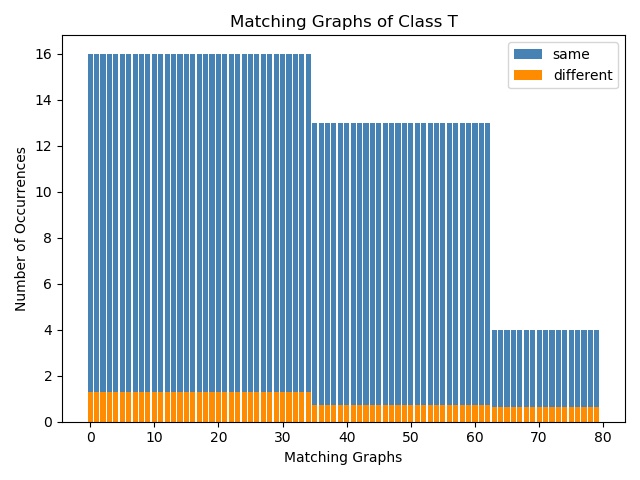 Matching Graphs of Class T
same
different
Number of Occurrences
16
14
12
10
8
6
4
2
0
0 10 20 30 40 50 60 70 80
Matching Graphs